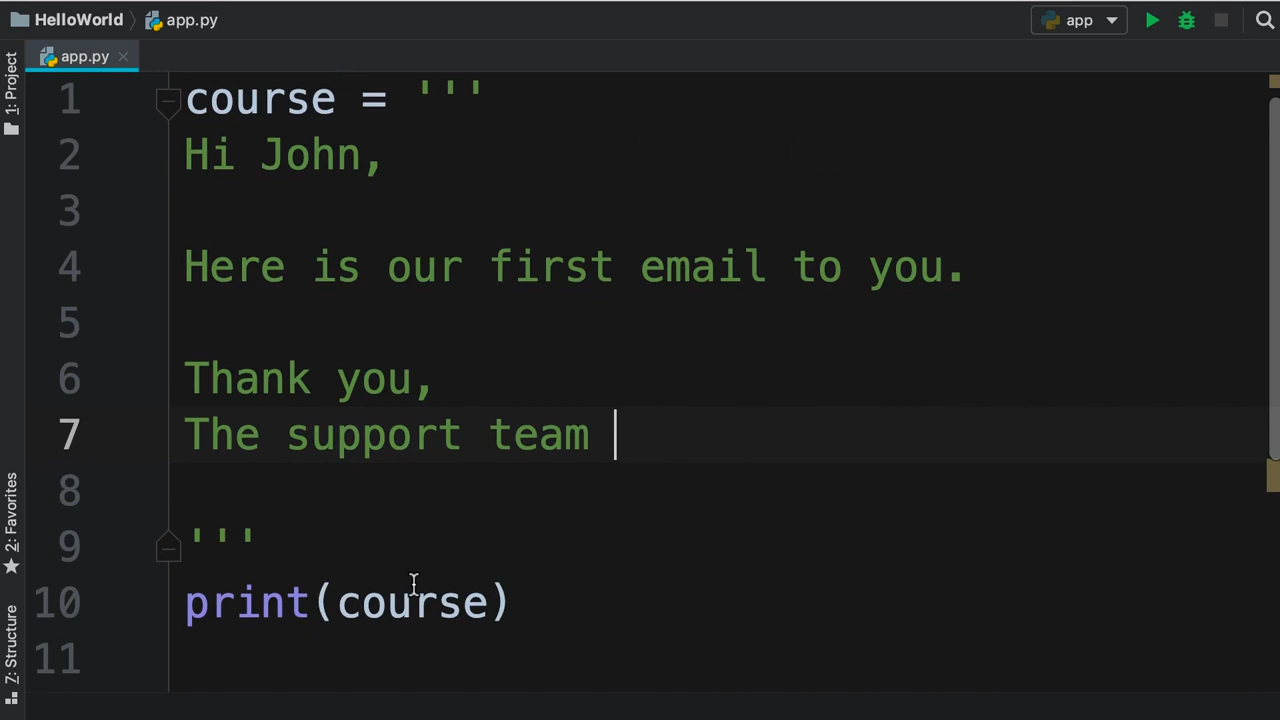 HelloWorld
app.py
app
app.py
1: Project
2: Favorites
7: Structure
1 course = '''
2 Hi John,
3
4 Here is our first email to you.
5
6 Thank you,
7 The support team
8
9 '''
10 print(course)
11